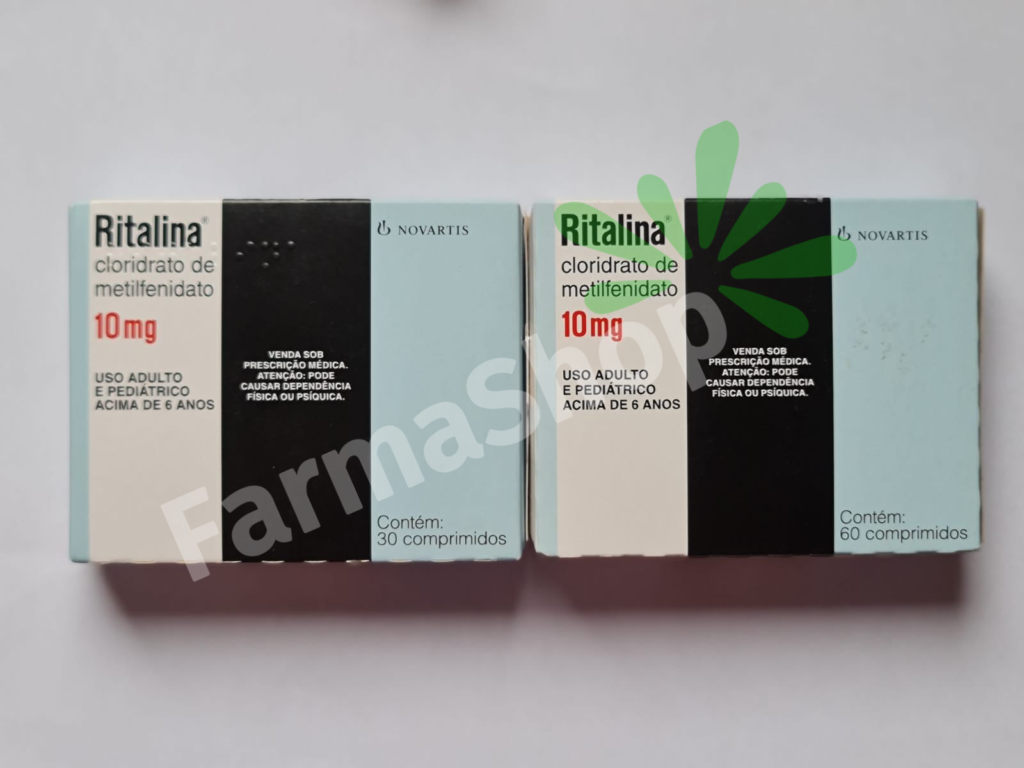 Ritalina®
cloridrato de
metilfenidato
10mg
USO ADULTO
E PEDIÁTRICO
ACIMA DE 6 ANOS
VENDA SOB
PRESCRIÇÃO MÉDICA.
ATENÇÃO: PODE
CAUSAR DEPENDÊNCIA
FÍSICA OU PSÍQUICA.
NOVARTIS
Contém:
30 comprimidos
Ritalina®
cloridrato de
metilfenidato
10mg
USO ADULTO
E PEDIÁTRICO
ACIMA DE 6 ANOS
VENDA SOB
PRESCRIÇÃO MÉDICA.
ATENÇÃO: PODE
CAUSAR DEPENDÊNCIA
FÍSICA OU PSÍQUICA.
NOVARTIS
Contém:
60 comprimidos
FarmaShop